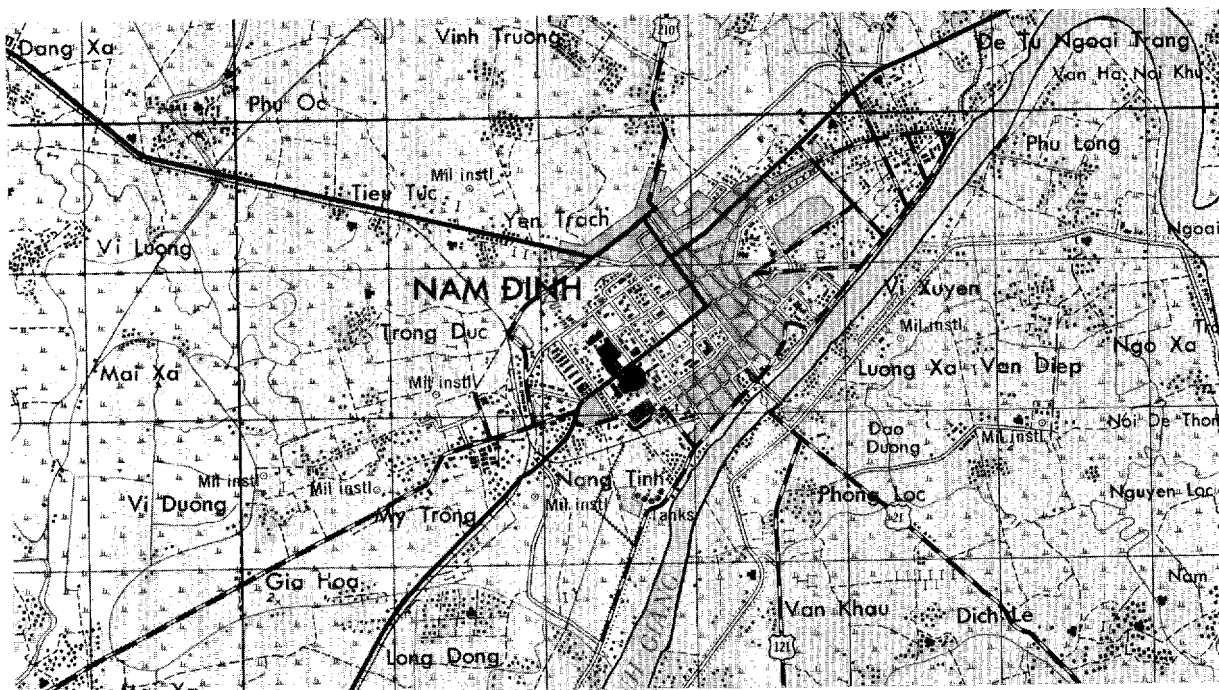 210
Vinh Truong
De Tu Ngoai Trang
Dang Xa
Van Ha Noi Khu
Phu Oc
Phu Long
Mil instl
Tieu Tuc
Yen Trach
Ngoai
Vi Luong
NAM ĐINH
Vi Xuyen
Mil instl
Trong Duc
Ngo Xa
Luong Xa
Van Diep
Mai Xa
Mil instl
Noi De Thon
Dao
Duong
Mil instl
Nang Tinh
Mil instl
Mil instl
Phong Loc
Nguyen Loc
Vi Duong
Mil instl
My Trong
Tanks
21
Gia Hoa
Nam
Van Khau
Dich Le
121
Long Dong
GIANG